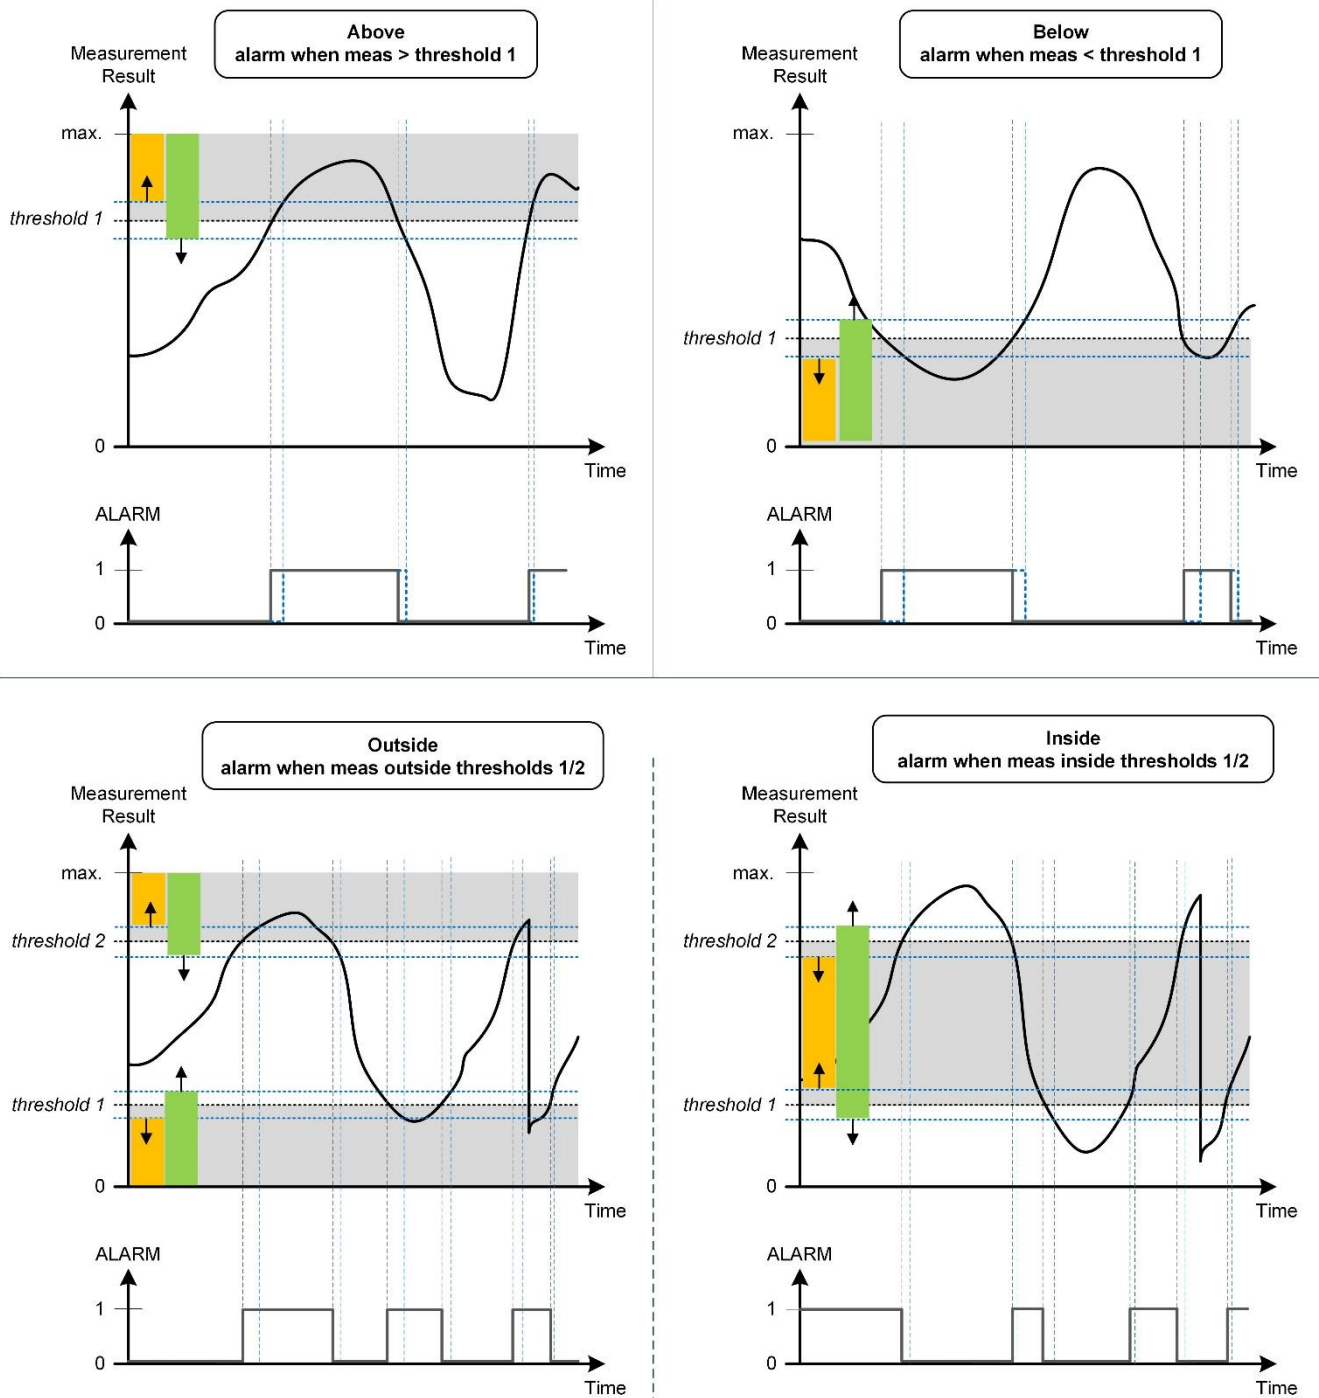 Above
alarm when meas > threshold 1
Measurement
Result
max.
threshold 1
0
Time
ALARM
1
0
Time
Below
alarm when meas < threshold 1
Measurement
Result
max.
threshold 1
0
Time
ALARM
1
0
Time
Outside
alarm when meas outside thresholds 1/2
Measurement
Result
max.
threshold 2
threshold 1
0
Time
ALARM
1
0
Time
Inside
alarm when meas inside thresholds 1/2
Measurement
Result
max.
threshold 2
threshold 1
0
Time
ALARM
1
0
Time